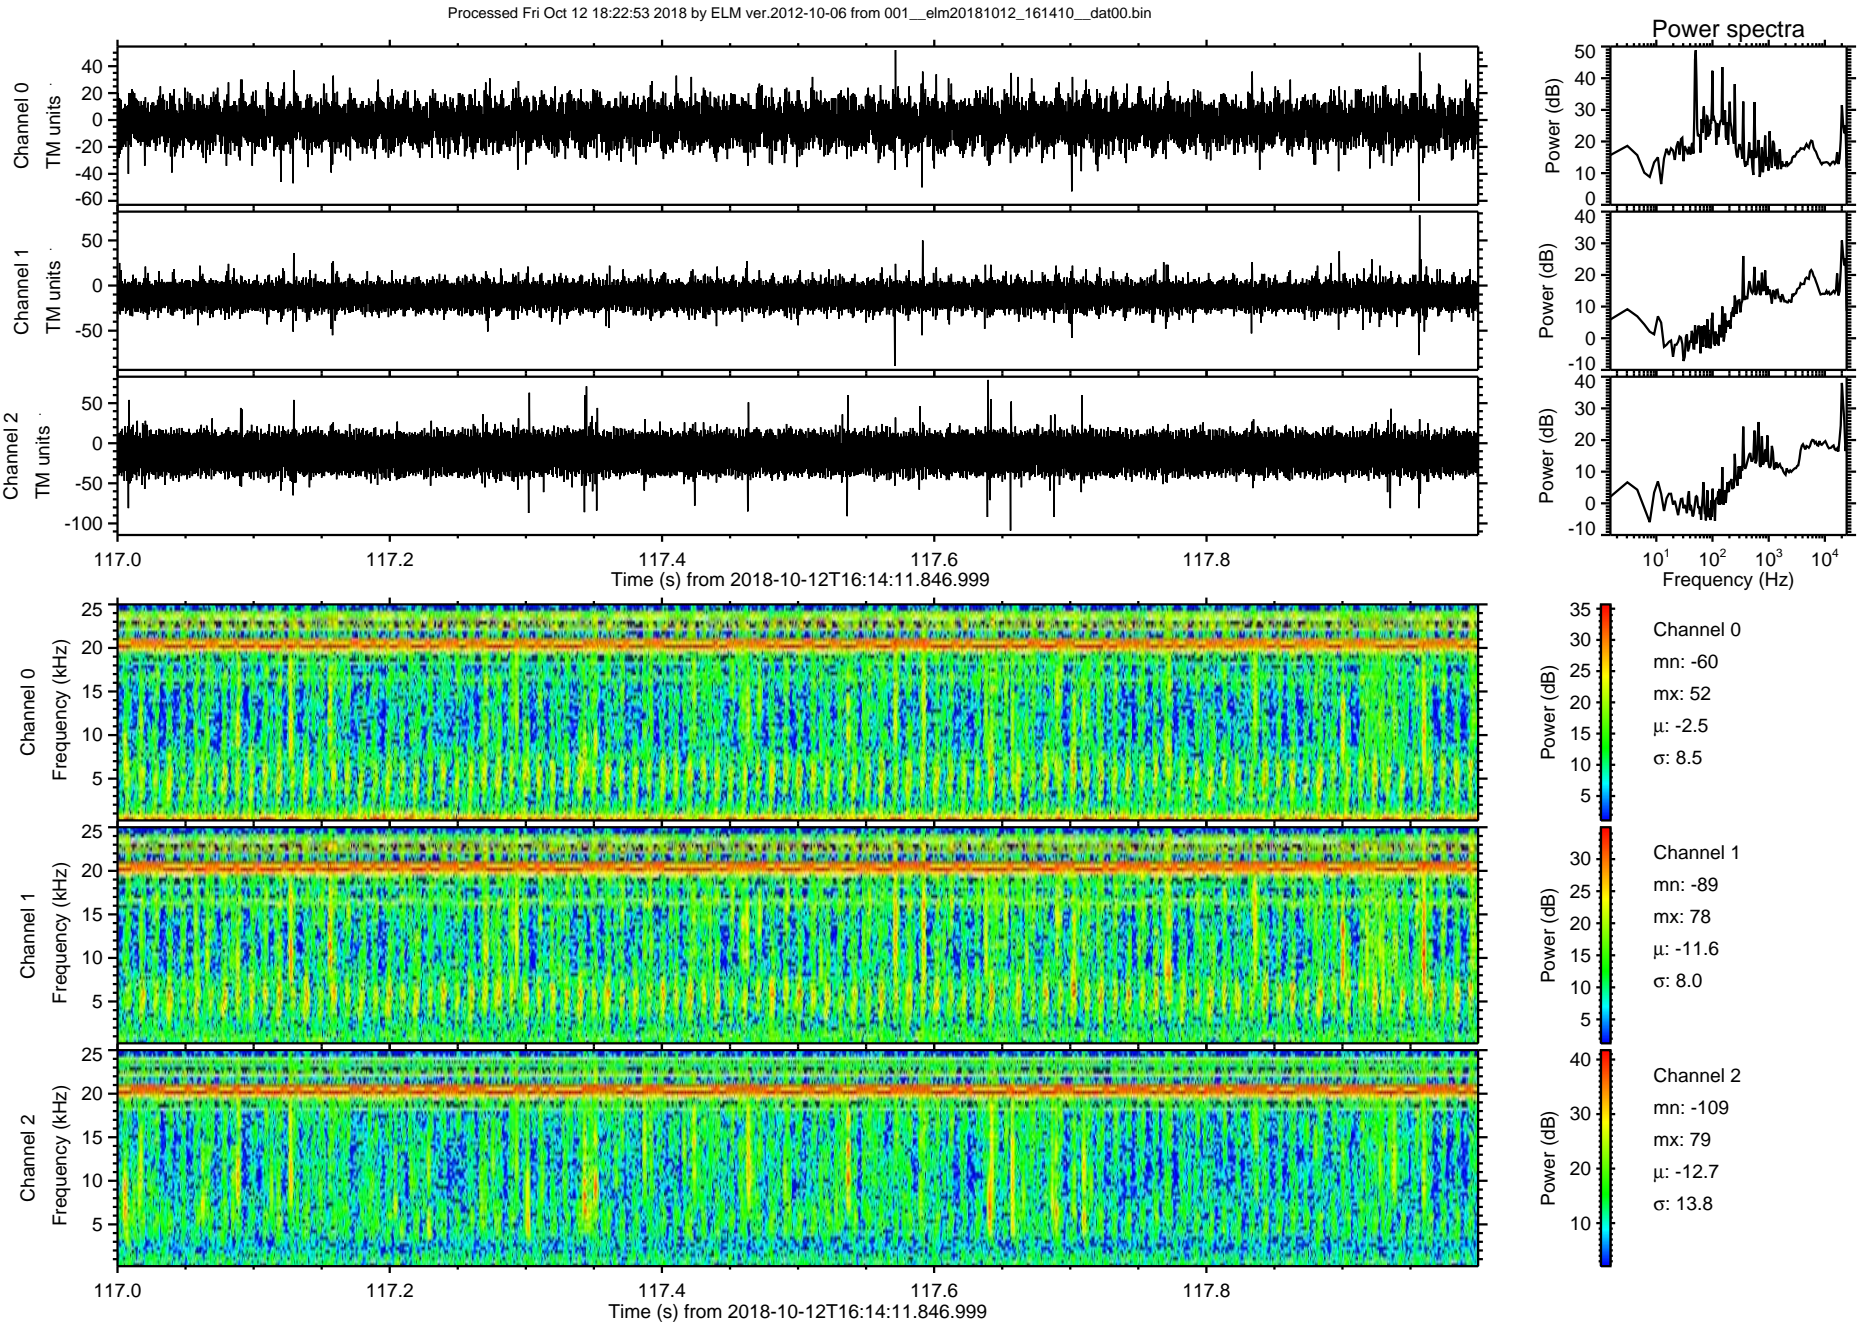 Processed Fri Oct 12 18:22:53 2018 by ELM ver.2012-10-06 from 001__elm20181012_161410__dat00.bin
Power spectra
Channel 0
TM units
40
20
0
-20
-40
-60
Power (dB)
50
40
30
20
10
0
Channel 1
TM units
50
0
-50
Power (dB)
40
30
20
10
0
-10
Channel 2
TM units
50
0
-50
-100
Power (dB)
40
30
20
10
0
-10
117.0 117.2 117.4 117.6 117.8
Time (s) from 2018-10-12T16:14:11.846.999
10¹ 10² 10³ 10⁴
Frequency (Hz)
Channel 0
Frequency (kHz)
25
20
15
10
5
Power (dB)
35
30
25
20
15
10
5
Channel 0
mn: -60
mx: 52
μ: -2.5
σ: 8.5
Channel 1
Frequency (kHz)
25
20
15
10
5
Power (dB)
30
25
20
15
10
5
Channel 1
mn: -89
mx: 78
μ: -11.6
σ: 8.0
Channel 2
Frequency (kHz)
25
20
15
10
5
Power (dB)
40
30
20
10
Channel 2
mn: -109
mx: 79
μ: -12.7
σ: 13.8
117.0 117.2 117.4 117.6 117.8
Time (s) from 2018-10-12T16:14:11.846.999